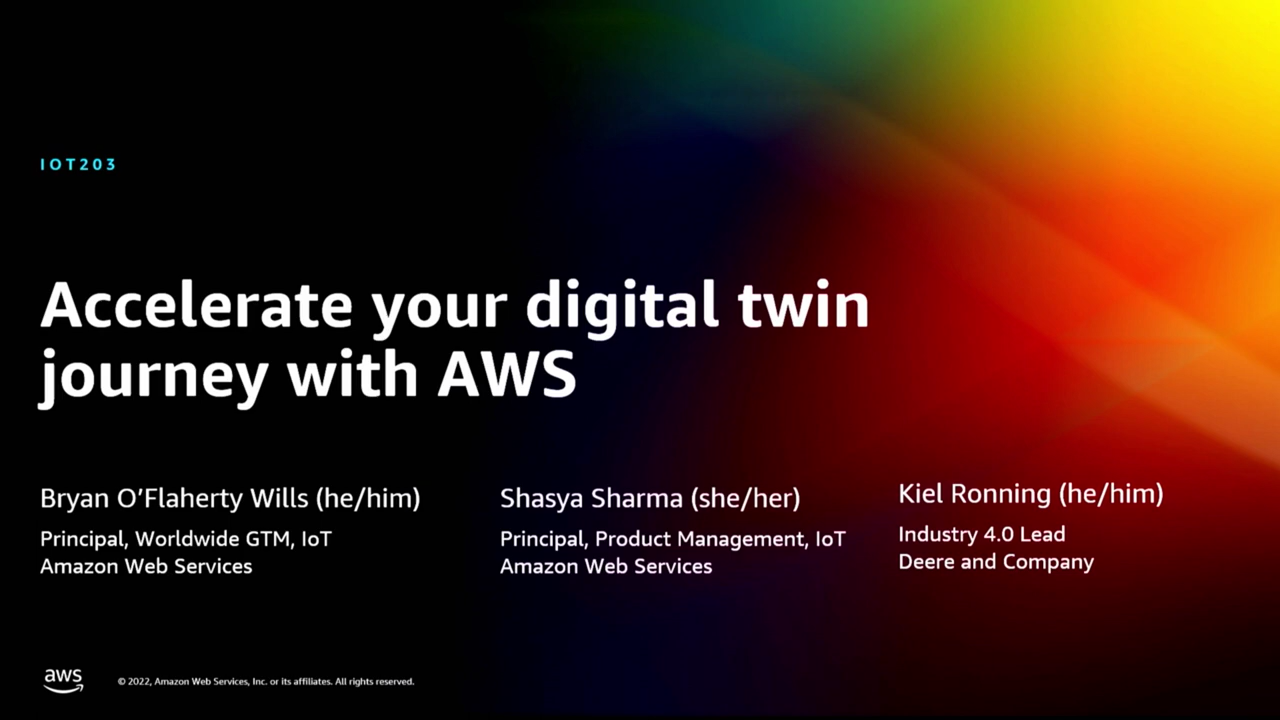 IOT203
Accelerate your digital twin
journey with AWS
Bryan O’Flaherty Wills (he/him)
Principal, Worldwide GTM, IoT
Amazon Web Services
Shasya Sharma (she/her)
Principal, Product Management, IoT
Amazon Web Services
Kiel Ronning (he/him)
Industry 4.0 Lead
Deere and Company
aws
© 2022, Amazon Web Services, Inc. or its affiliates. All rights reserved.